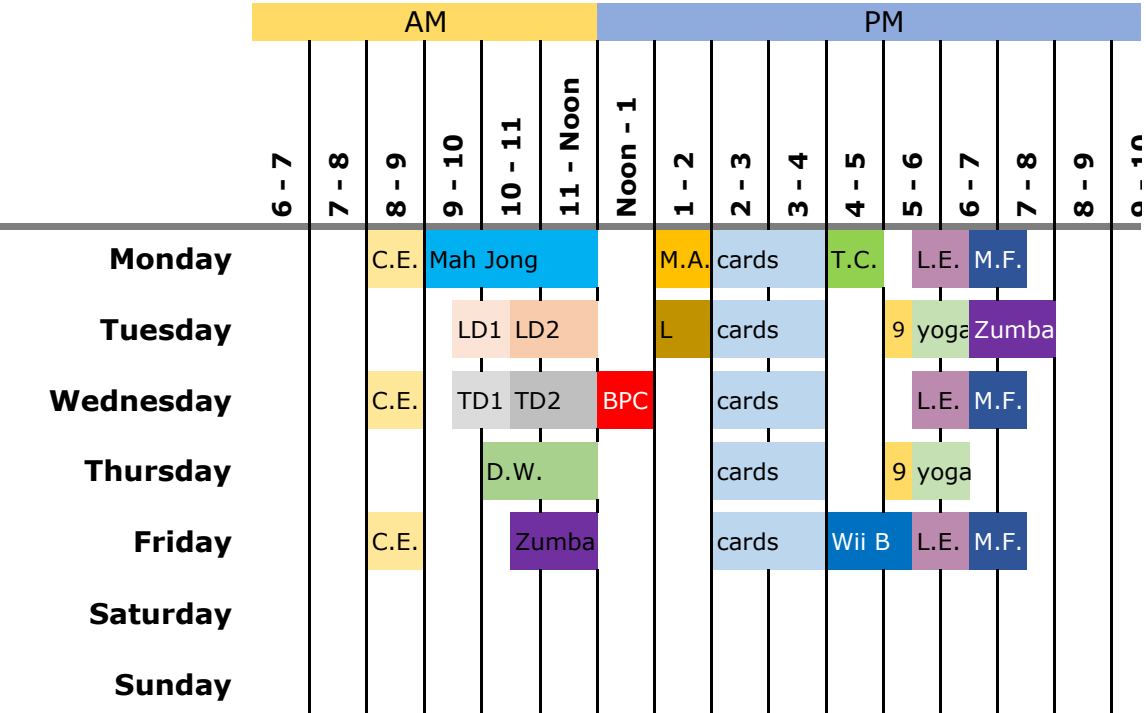 AM PM
6 - 7 7 - 8 8 - 9 9 - 10 10 - 11 11 - Noon Noon - 1 1 - 2 2 - 3 3 - 4 4 - 5 5 - 6 6 - 7 7 - 8 8 - 9 9 - 10
Monday C.E. Mah Jong M.A. cards T.C. L.E. M.F.
Tuesday LD1 LD2 L cards 9 yoga Zumba
Wednesday C.E. TD1 TD2 BPC cards L.E. M.F.
Thursday D.W. cards 9 yoga
Friday C.E. Zumba cards Wii B L.E. M.F.
Saturday
Sunday